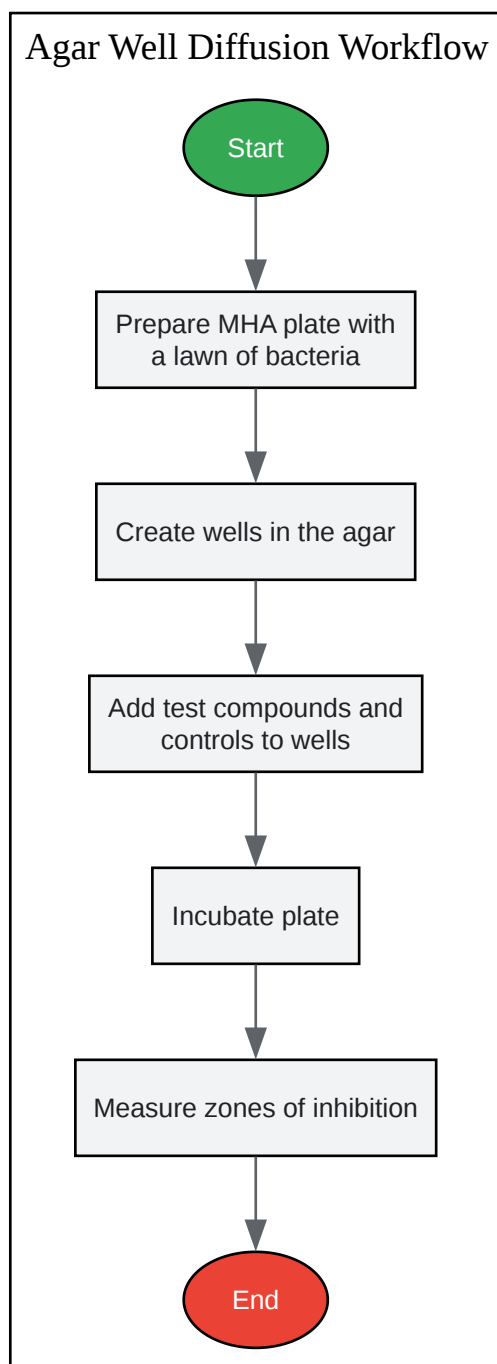 Agar Well Diffusion Workflow
Start
Prepare MHA plate with
a lawn of bacteria
Create wells in the agar
Add test compounds and
controls to wells
Incubate plate
Measure zones of inhibition
End